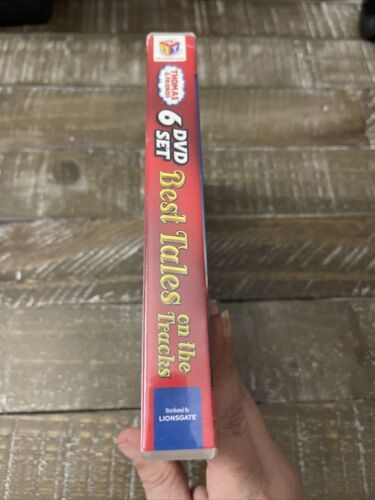 THOMAS
& FRIENDS
6 DVD
SET
Best Tales
on the
Tracks
Distributed By
LIONSGATE